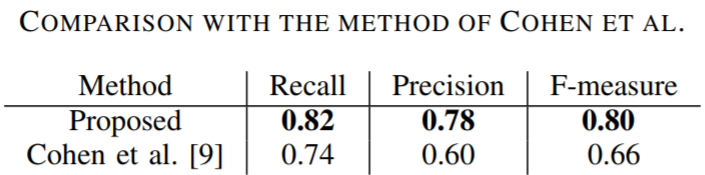 COMPARISON WITH THE METHOD OF COHEN ET AL.
Method Recall Precision F-measure
Proposed 0.82 0.78 0.80
Cohen et al. [9] 0.74 0.60 0.66